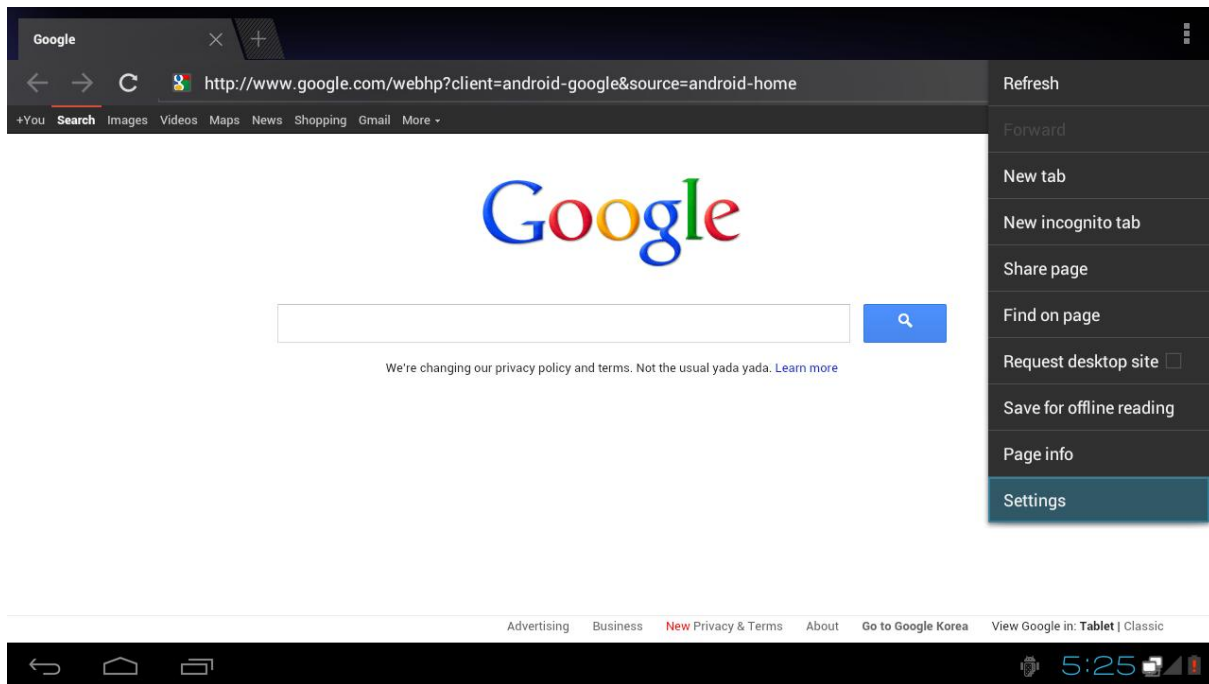 Google
http://www.google.com/webhp?client=android-google&source=android-home
+You Search Images Videos Maps News Shopping Gmail More
Google
We're changing our privacy policy and terms. Not the usual yada yada. Learn more
Refresh
Forward
New tab
New incognito tab
Share page
Find on page
Request desktop site
Save for offline reading
Page info
Settings
Advertising Business New Privacy & Terms About Go to Google Korea View Google in: Tablet | Classic
5:25